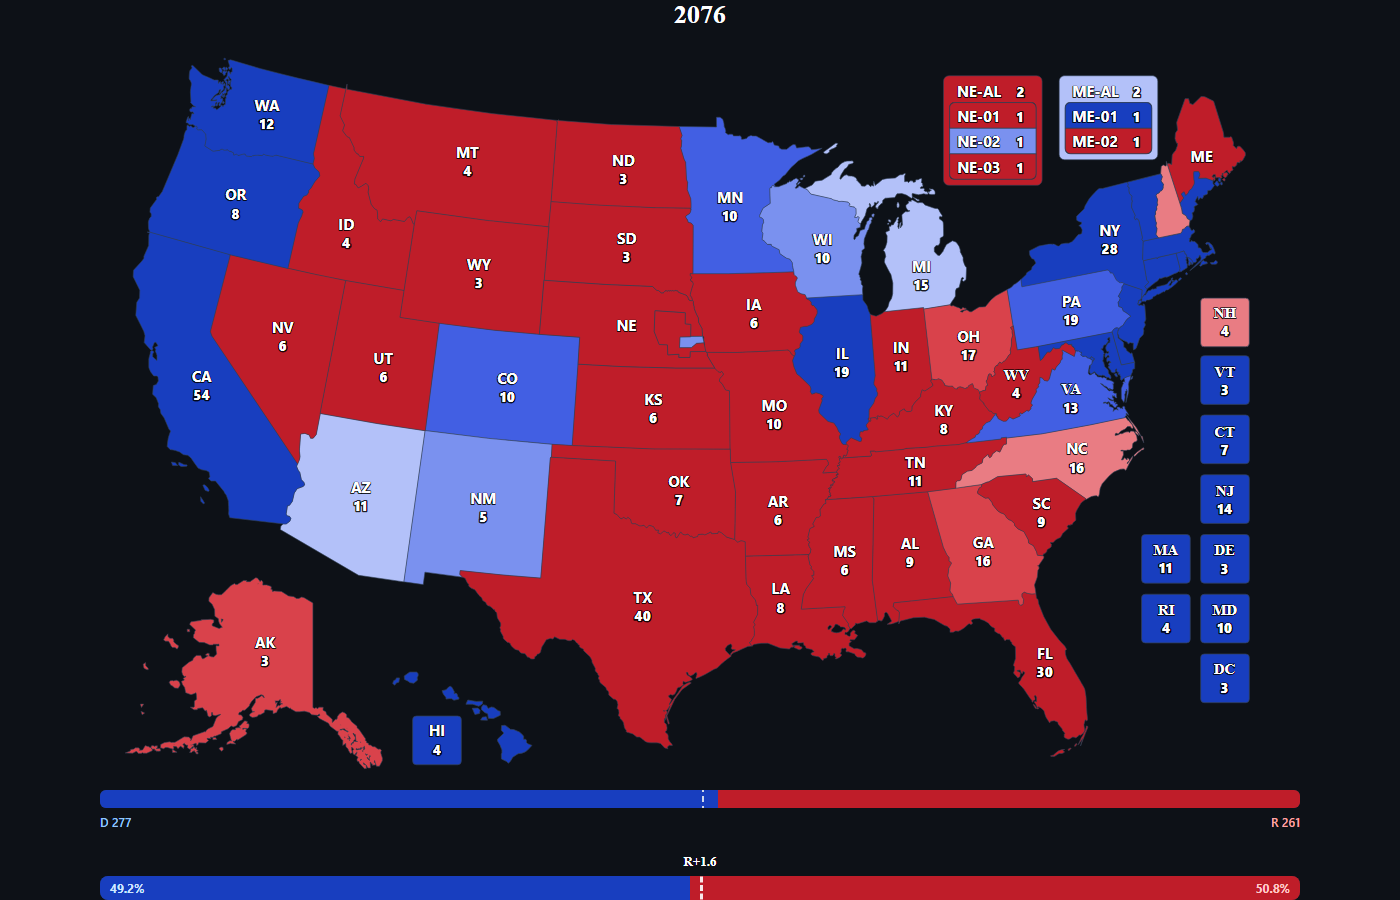 2076
WA
12
OR
8
CA
54
NV
6
ID
4
MT
4
WY
3
UT
6
AZ
11
CO
10
NM
5
ND
3
SD
3
NE
KS
6
OK
7
TX
40
MN
10
IA
6
MO
10
AR
6
LA
8
WI
10
IL
19
MI
15
IN
11
OH
17
KY
8
TN
11
MS
6
AL
9
GA
16
FL
30
SC
9
NC
16
VA
13
WV
4
PA
19
NY
28
ME
AK
3
HI
4
NE-AL 2
NE-01 1
NE-02 1
NE-03 1
ME-AL 2
ME-01 1
ME-02 1
NH
4
VT
3
CT
7
NJ
14
MA
11
DE
3
RI
4
MD
10
DC
3
D 277
R 261
R+1.6
49.2%
50.8%